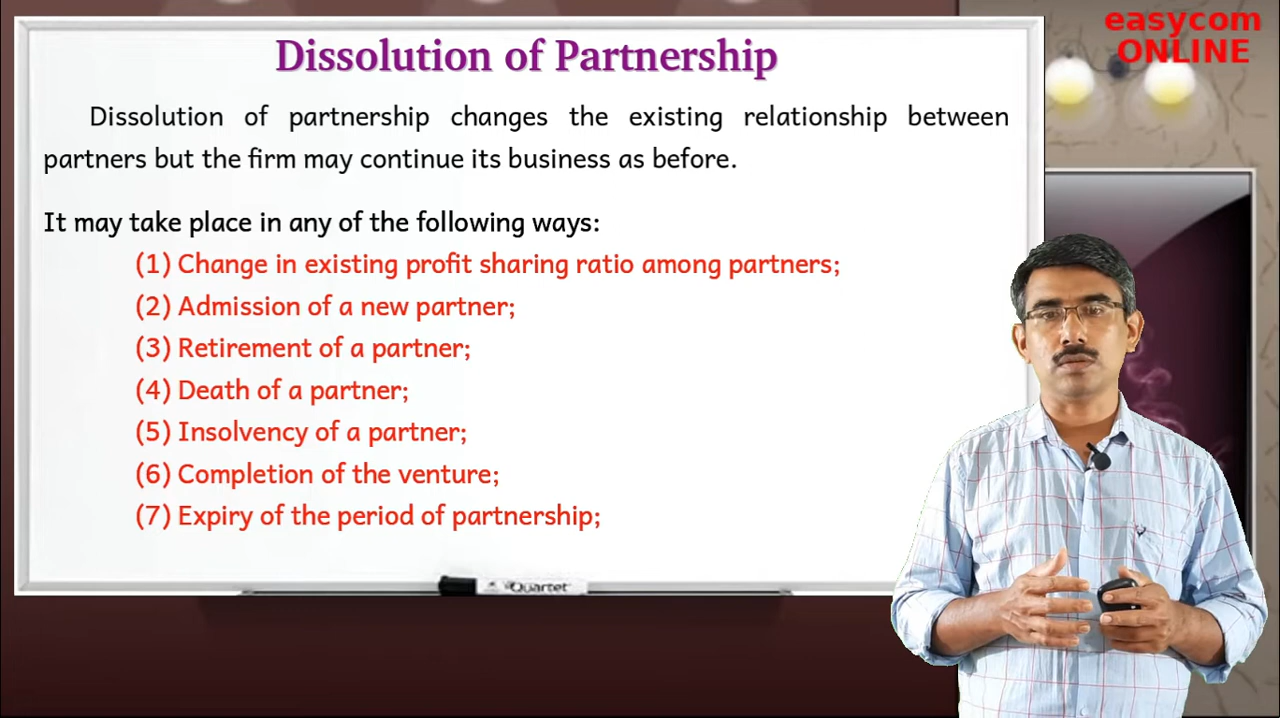 easycom
ONLINE
Dissolution of Partnership
Dissolution of partnership changes the existing relationship between
partners but the firm may continue its business as before.
It may take place in any of the following ways:
(1) Change in existing profit sharing ratio among partners;
(2) Admission of a new partner;
(3) Retirement of a partner;
(4) Death of a partner;
(5) Insolvency of a partner;
(6) Completion of the venture;
(7) Expiry of the period of partnership;
Quartet